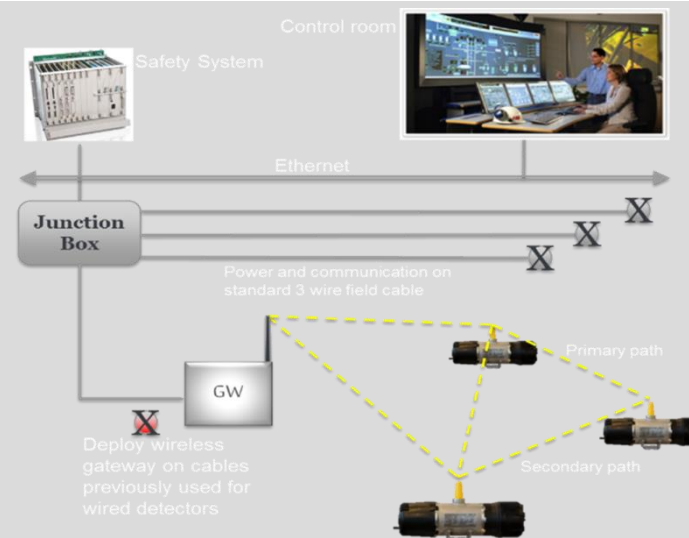 Control room
Safety System
Ethernet
Junction
Box
X
X
X
Power and communication on
standard 3 wire field cable
Primary path
GW
X
Deploy wireless
gateway on cables
previously used for
wired detectors
Secondary path